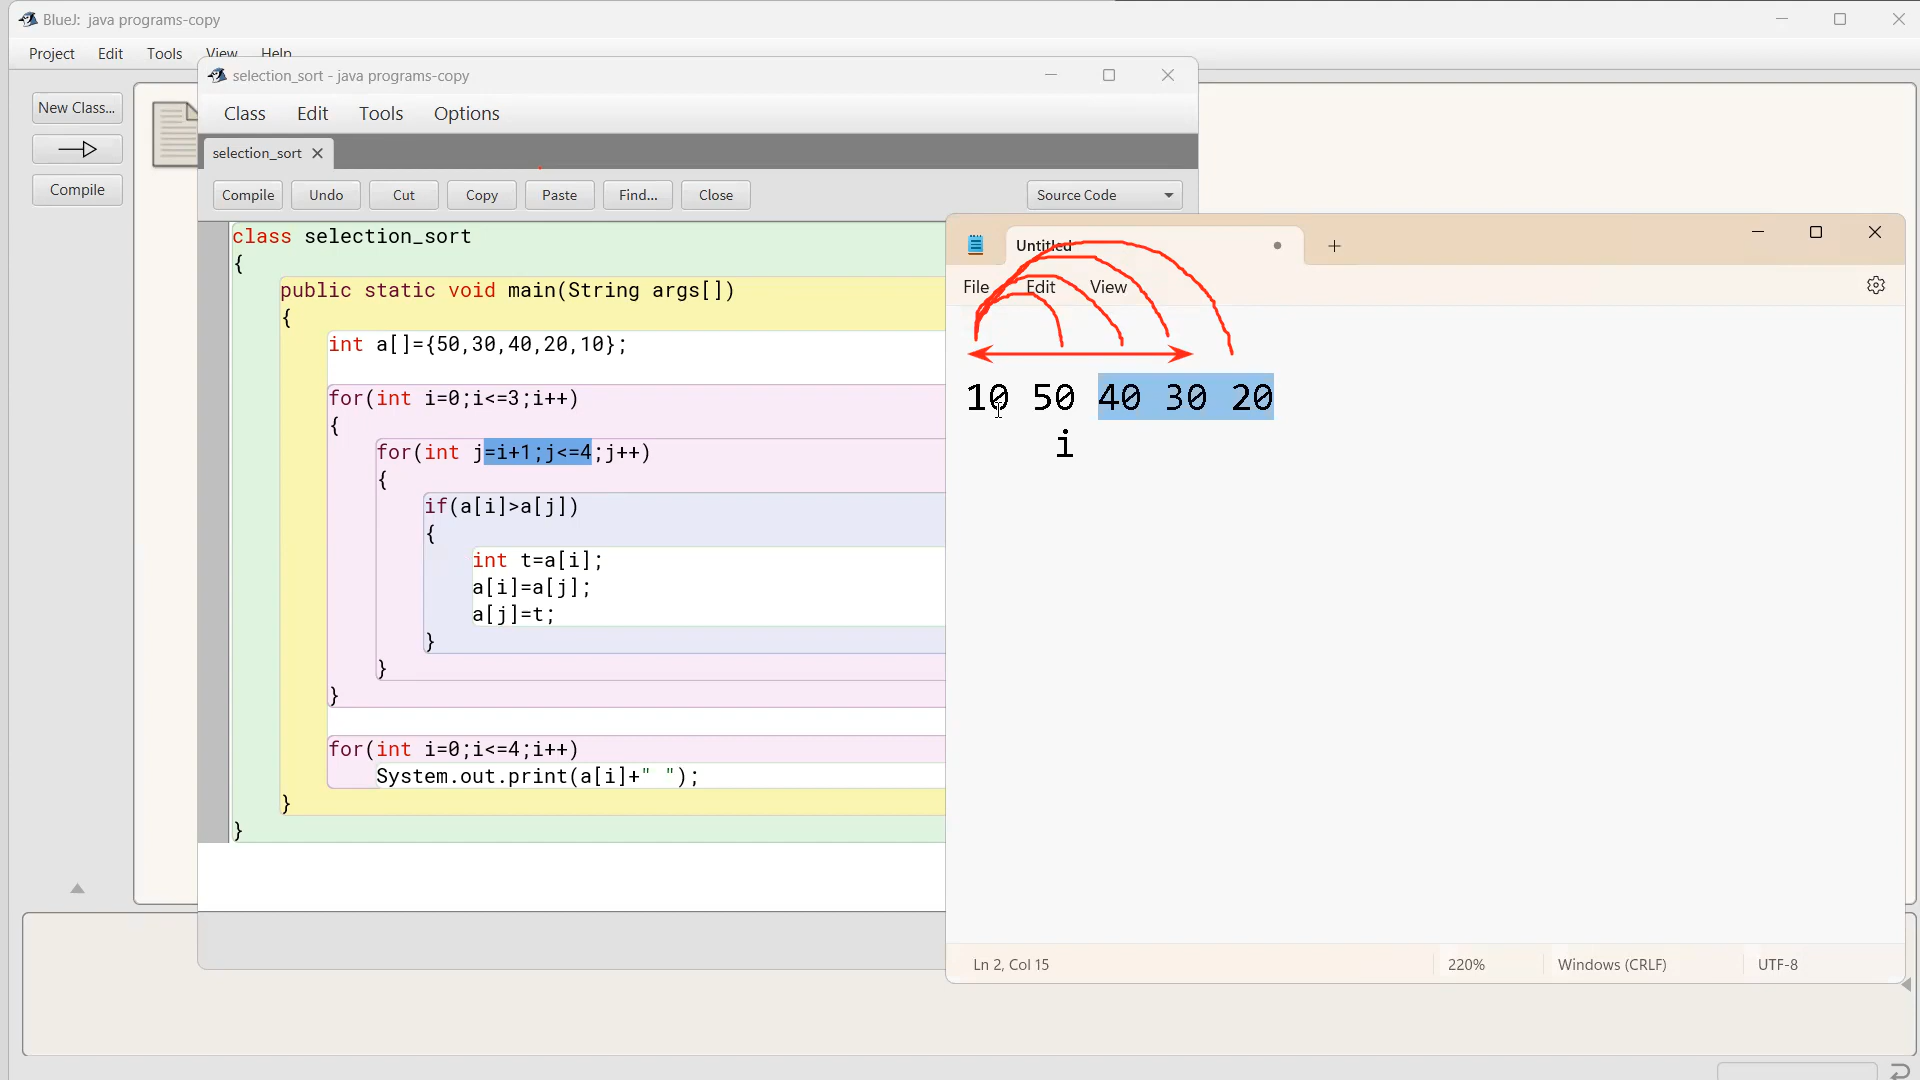 BlueJ: java programs-copy
Project Edit Tools View Help
New Class...
Compile
selection_sort - java programs-copy
Class Edit Tools Options
selection_sort
Compile Undo Cut Copy Paste Find... Close Source Code
class selection_sort
{
public static void main(String args[])
{
int a[]={50,30,40,20,10};
for(int i=0;i<=3;i++)
{
for(int j=i+1;j<=4;j++)
{
if(a[i]>a[j])
{
int t=a[i];
a[i]=a[j];
a[j]=t;
}
}
}
for(int i=0;i<=4;i++)
System.out.print(a[i]+" ");
}
}
Untitled
File Edit View
10 50 40 30 20
i
Ln 2, Col 15 220% Windows (CRLF) UTF-8